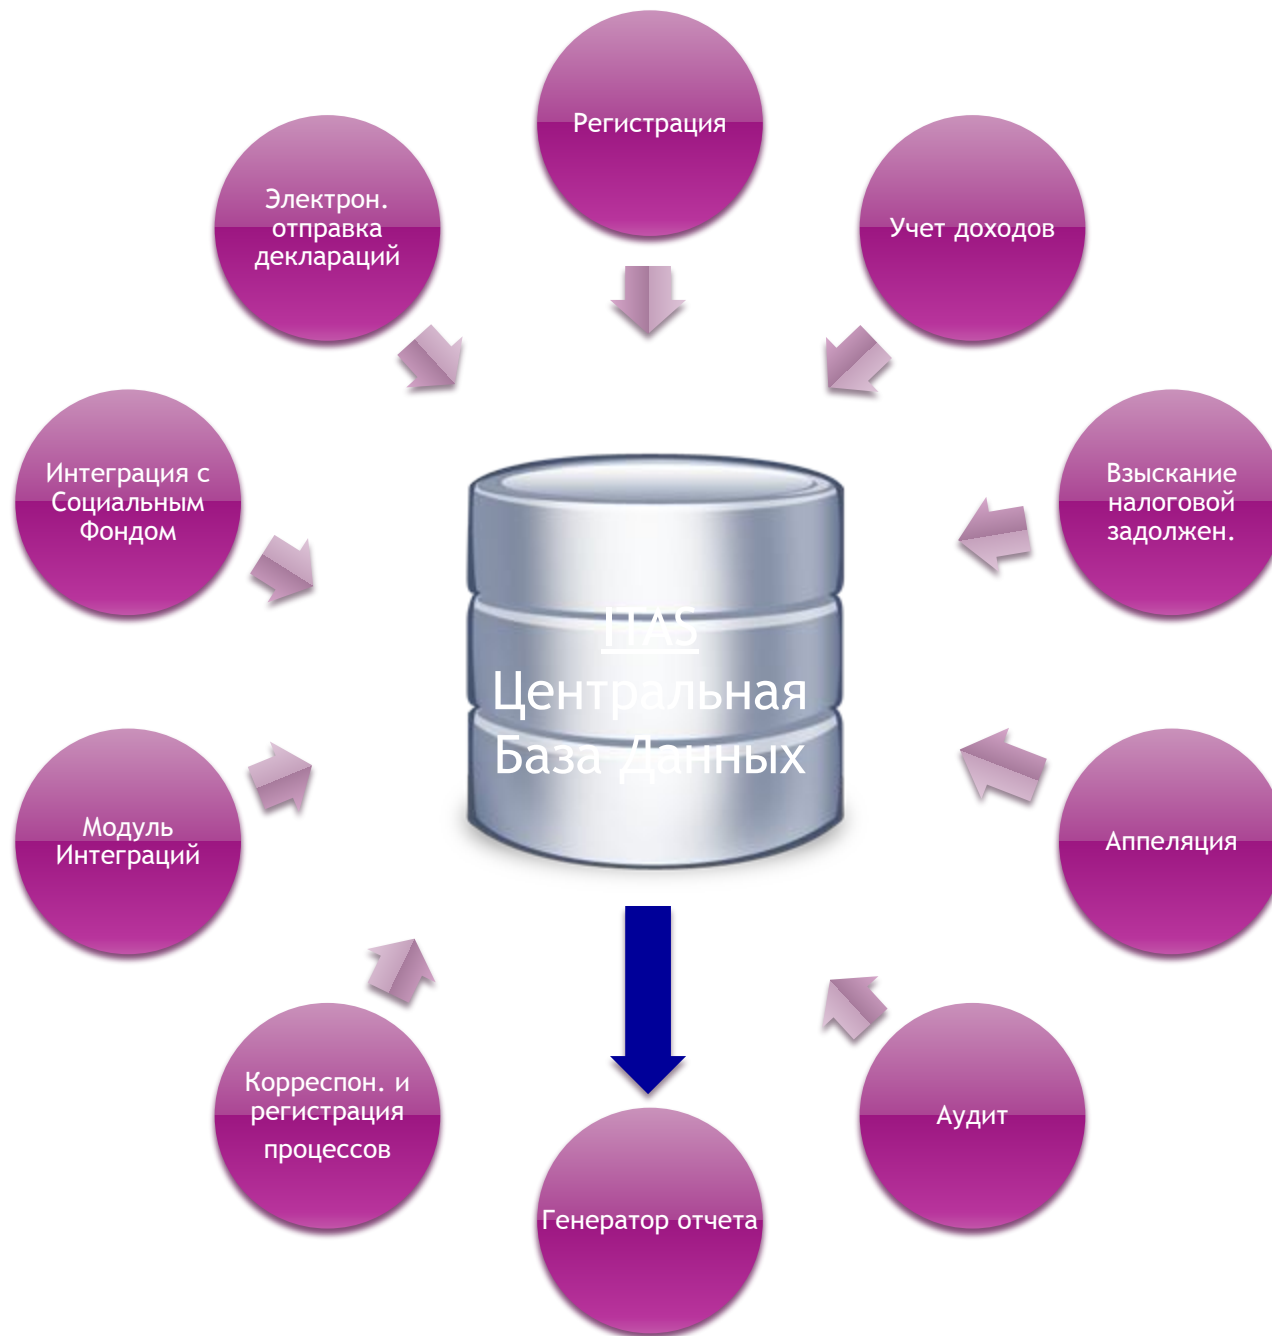 Регистрация
Электрон.
отправка
деклараций
Учет доходов
Интеграция с
Социальным
Фондом
Взыскание
налоговой
задолжен.
ITAS
Центральная
База Данных
Модуль
Интеграций
Аппеляция
Корреспон. и
регистрация
процессов
Аудит
Генератор отчета